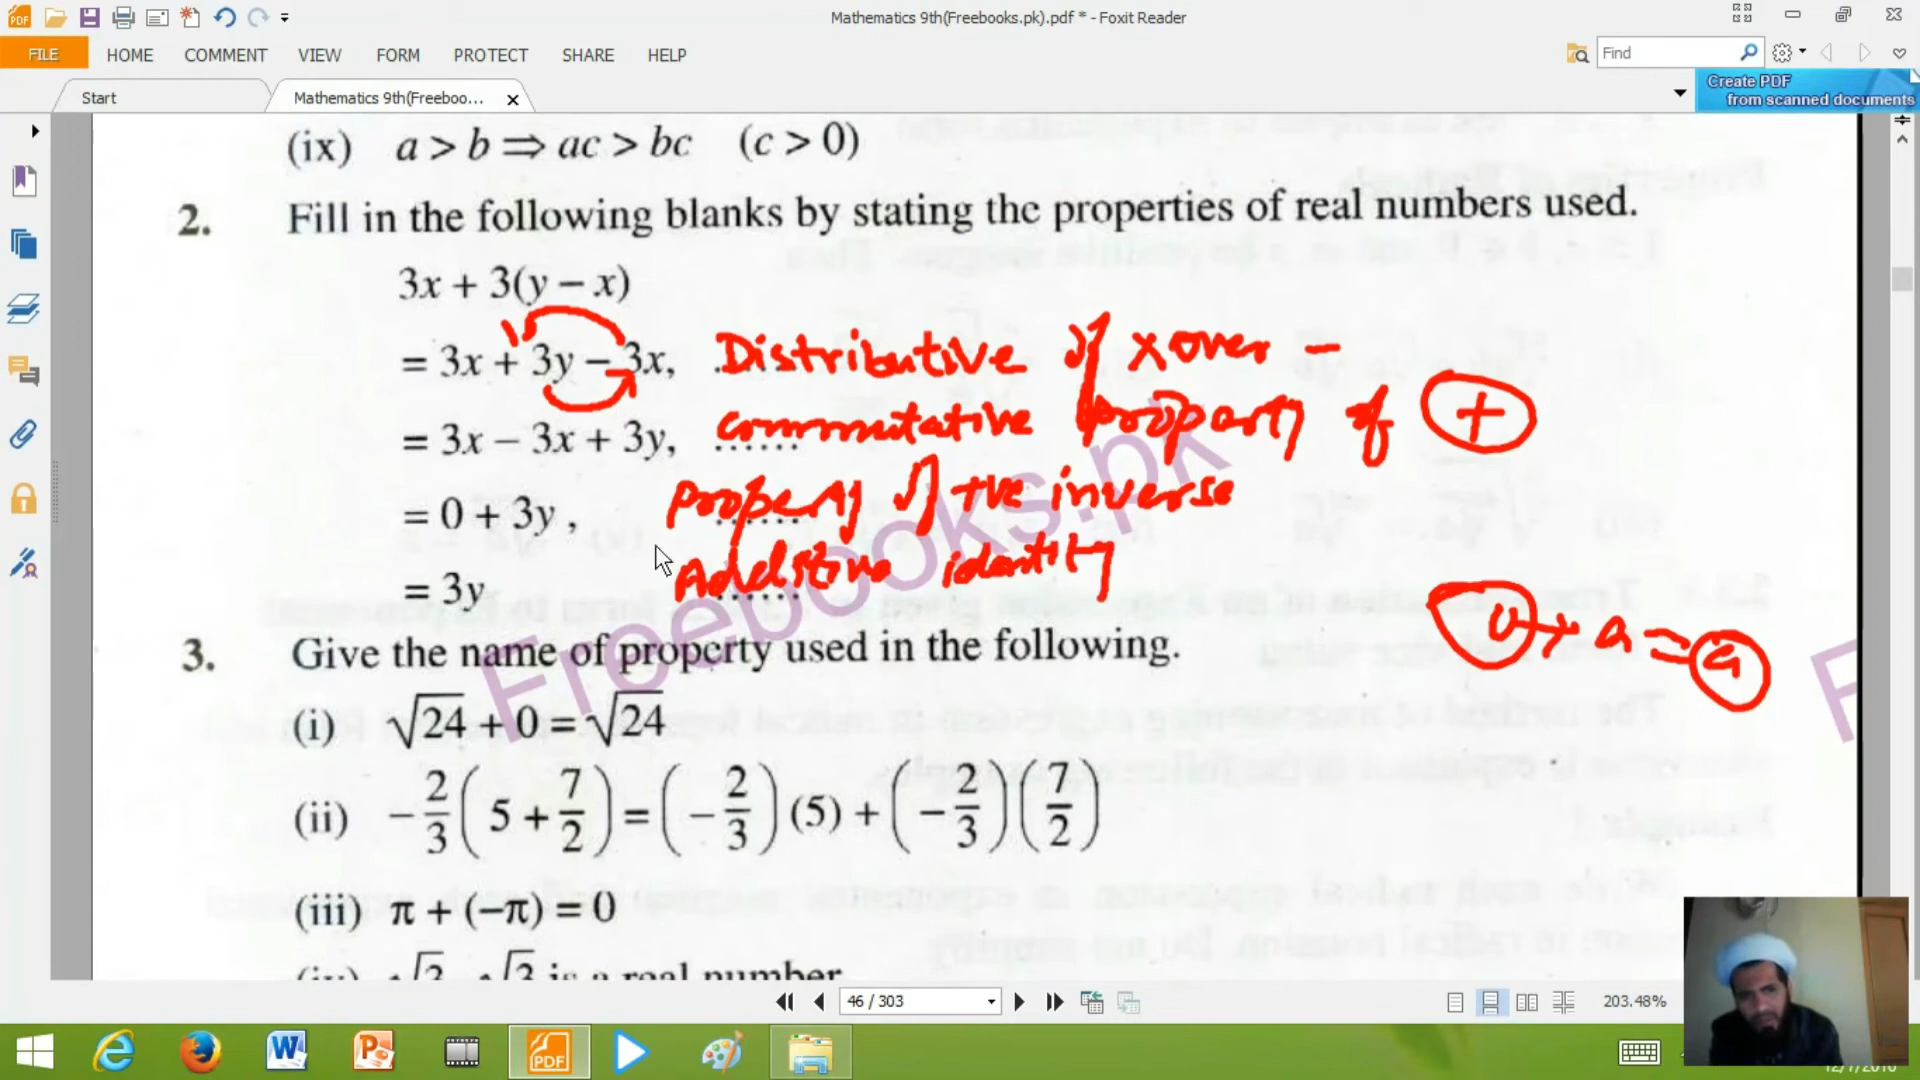 Mathematics 9th(Freebooks.pk).pdf * - Foxit Reader
FILE HOME COMMENT VIEW FORM PROTECT SHARE HELP
Find
Start
Mathematics 9th(Freeboo...
Create PDF
from scanned documents
(ix) a > b ⇒ ac > bc (c > 0)
2. Fill in the following blanks by stating the properties of real numbers used.
3x + 3(y − x)
= 3x + 3y − 3x, ...... Distributive of x over −
= 3x − 3x + 3y, ...... commutative property of +
= 0 + 3y , ...... property of +ve inverse
= 3y ...... Additive identity
0 + a = a
3. Give the name of property used in the following.
(i) √24 + 0 = √24
(ii) −2/3(5 + 7/2) = (−2/3)(5) + (−2/3)(7/2)
(iii) π + (−π) = 0
Freebooks.pk
46 / 303
203.48%